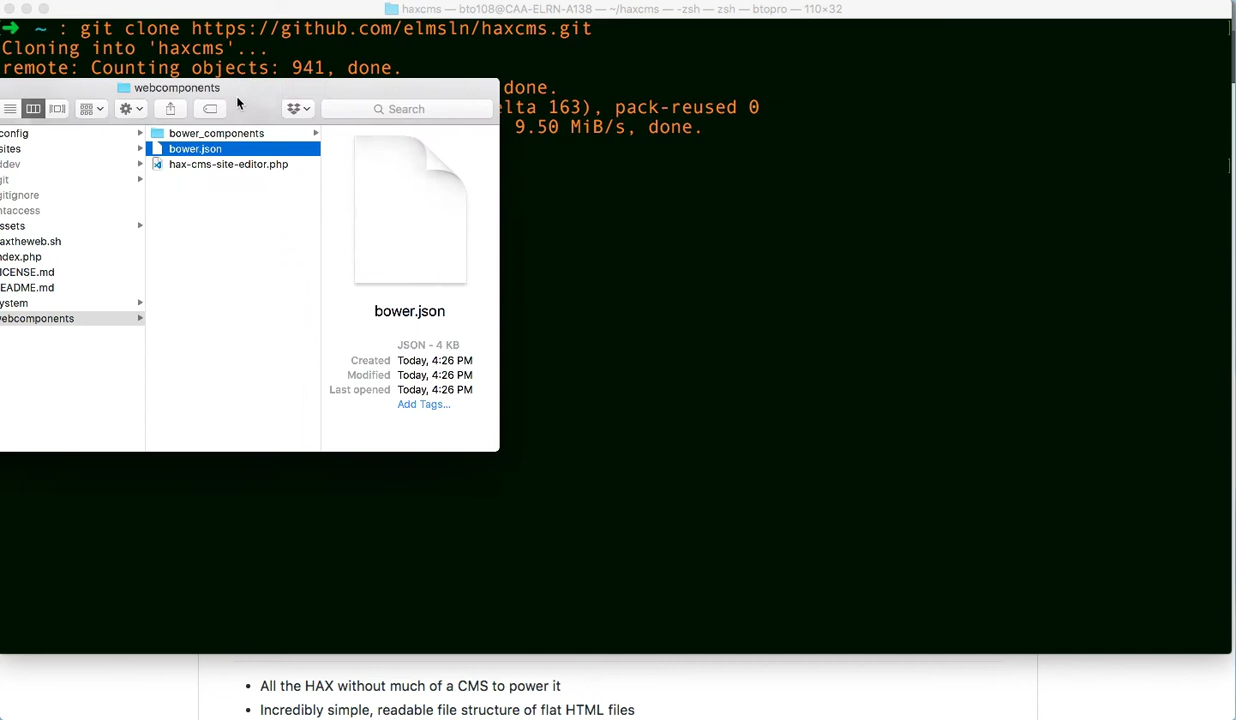 haxcms — bto108@CAA-ELRN-A138 — ~/haxcms — -zsh — zsh — btopro — 110×32
➜ ~ : git clone https://github.com/elmsln/haxcms.git
Cloning into 'haxcms'...
remote: Counting objects: 941, done.
done.
elta 163), pack-reused 0
9.50 MiB/s, done.
webcomponents
Search
config
sites
ddev
git
gitignore
htaccess
assets
haxtheweb.sh
index.php
LICENSE.md
README.md
system
webcomponents
bower_components
bower.json
hax-cms-site-editor.php
bower.json
JSON - 4 KB
Created Today, 4:26 PM
Modified Today, 4:26 PM
Last opened Today, 4:26 PM
Add Tags...
• All the HAX without much of a CMS to power it
• Incredibly simple, readable file structure of flat HTML files